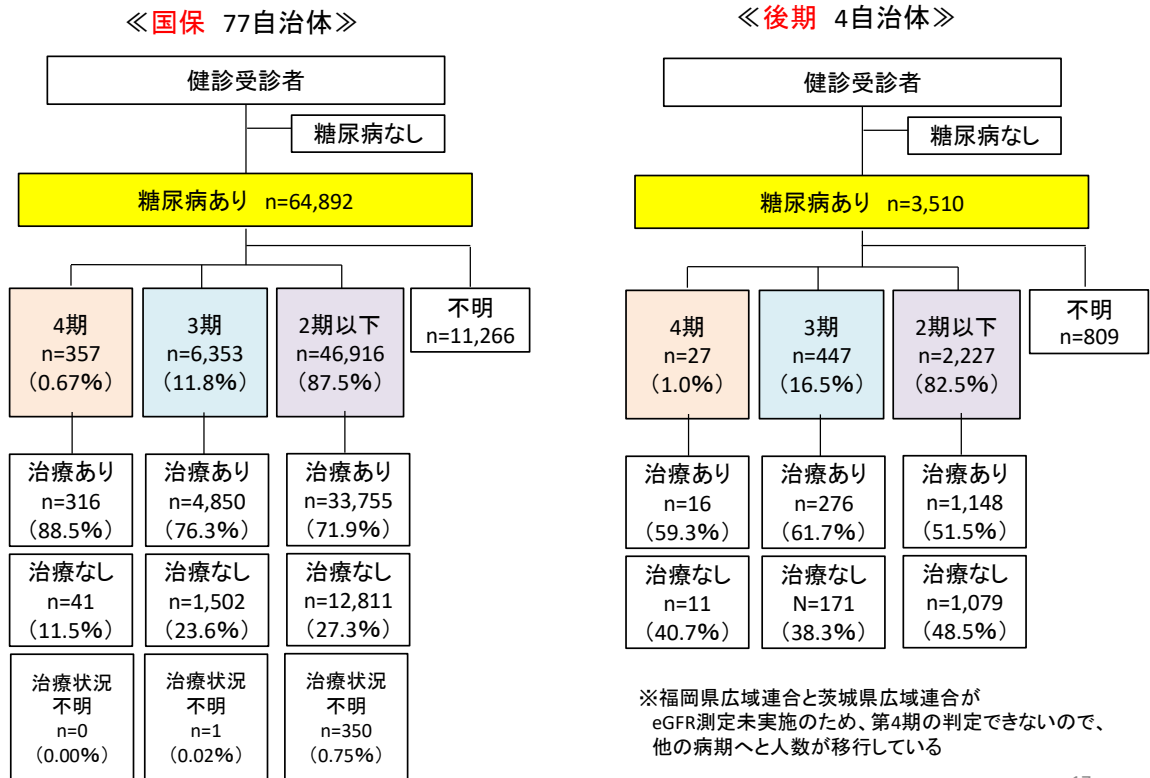 ≪国保 77自治体≫
健診受診者
糖尿病なし
糖尿病あり n=64,892
4期
n=357
（0.67%）
3期
n=6,353
（11.8%）
2期以下
n=46,916
（87.5%）
不明
n=11,266
治療あり
n=316
（88.5%）
治療あり
n=4,850
（76.3%）
治療あり
n=33,755
（71.9%）
治療なし
n=41
（11.5%）
治療なし
n=1,502
（23.6%）
治療なし
n=12,811
（27.3%）
治療状況
不明
n=0
（0.00%）
治療状況
不明
n=1
（0.02%）
治療状況
不明
n=350
（0.75%）
≪後期 4自治体≫
健診受診者
糖尿病なし
糖尿病あり n=3,510
4期
n=27
（1.0%）
3期
n=447
（16.5%）
2期以下
n=2,227
（82.5%）
不明
n=809
治療あり
n=16
（59.3%）
治療あり
n=276
（61.7%）
治療あり
n=1,148
（51.5%）
治療なし
n=11
（40.7%）
治療なし
N=171
（38.3%）
治療なし
n=1,079
（48.5%）
※福岡県広域連合と茨城県広域連合が
eGFR測定未実施のため、第4期の判定できないので、
他の病期へと人数が移行している